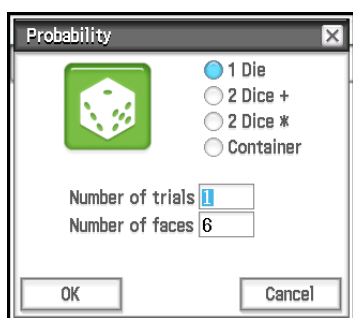 Probability
1 Die
2 Dice +
2 Dice *
Container
Number of trials 1
Number of faces 6
OK Cancel